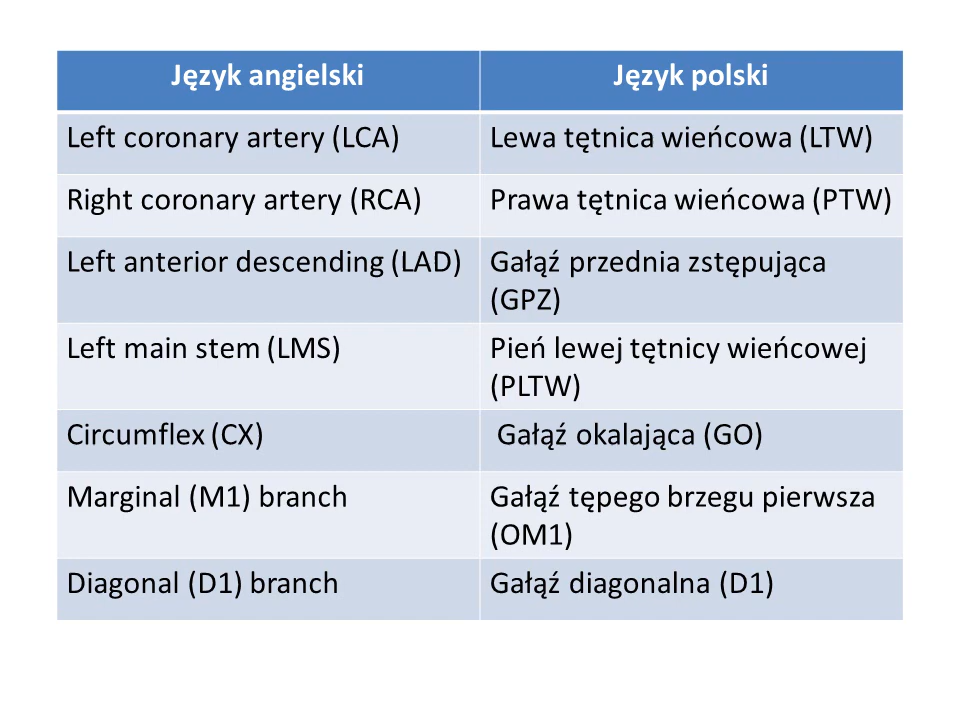 Język angielski
Język polski
Left coronary artery (LCA)
Lewa tętnica wieńcowa (LTW)
Right coronary artery (RCA)
Prawa tętnica wieńcowa (PTW)
Left anterior descending (LAD)
Gałąź przednia zstępująca
(GPZ)
Left main stem (LMS)
Pień lewej tętnicy wieńcowej
(PLTW)
Circumflex (CX)
Gałąź okalająca (GO)
Marginal (M1) branch
Gałąź tępego brzegu pierwsza
(OM1)
Diagonal (D1) branch
Gałąź diagonalna (D1)